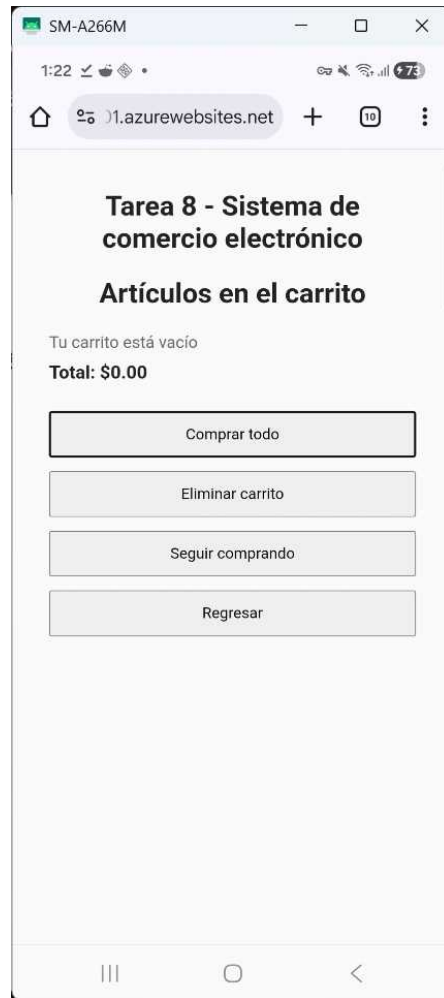 SM-A266M
1:22
73
01.azurewebsites.net
10
Tarea 8 - Sistema de
comercio electrónico
Artículos en el carrito
Tu carrito está vacío
Total: $0.00
Comprar todo
Eliminar carrito
Seguir comprando
Regresar